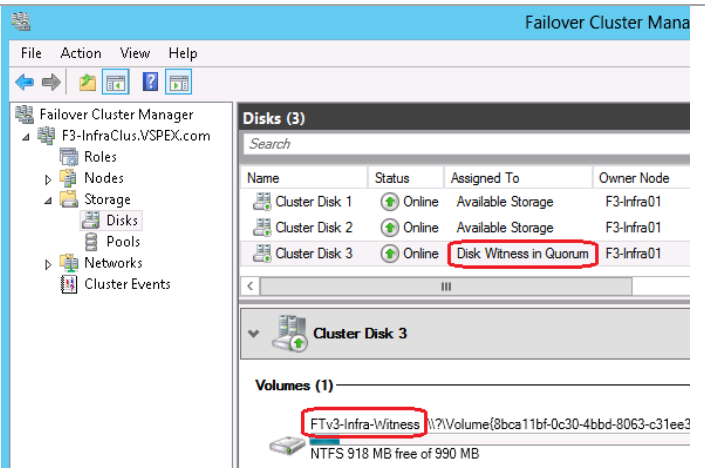 Failover Cluster Mana
File Action View Help
Failover Cluster Manager
F3-InfraClus.VSPEX.com
Roles
Nodes
Storage
Disks
Pools
Networks
Cluster Events
Disks (3)
Search
Name Status Assigned To Owner Node
Cluster Disk 1 Online Available Storage F3-Infra01
Cluster Disk 2 Online Available Storage F3-Infra01
Cluster Disk 3 Online Disk Witness in Quorum F3-Infra01
Cluster Disk 3
Volumes (1)
FTv3-Infra-Witness \\?\Volume{8bca11bf-0c30-4bbd-8063-c31ee3
NTFS 918 MB free of 990 MB